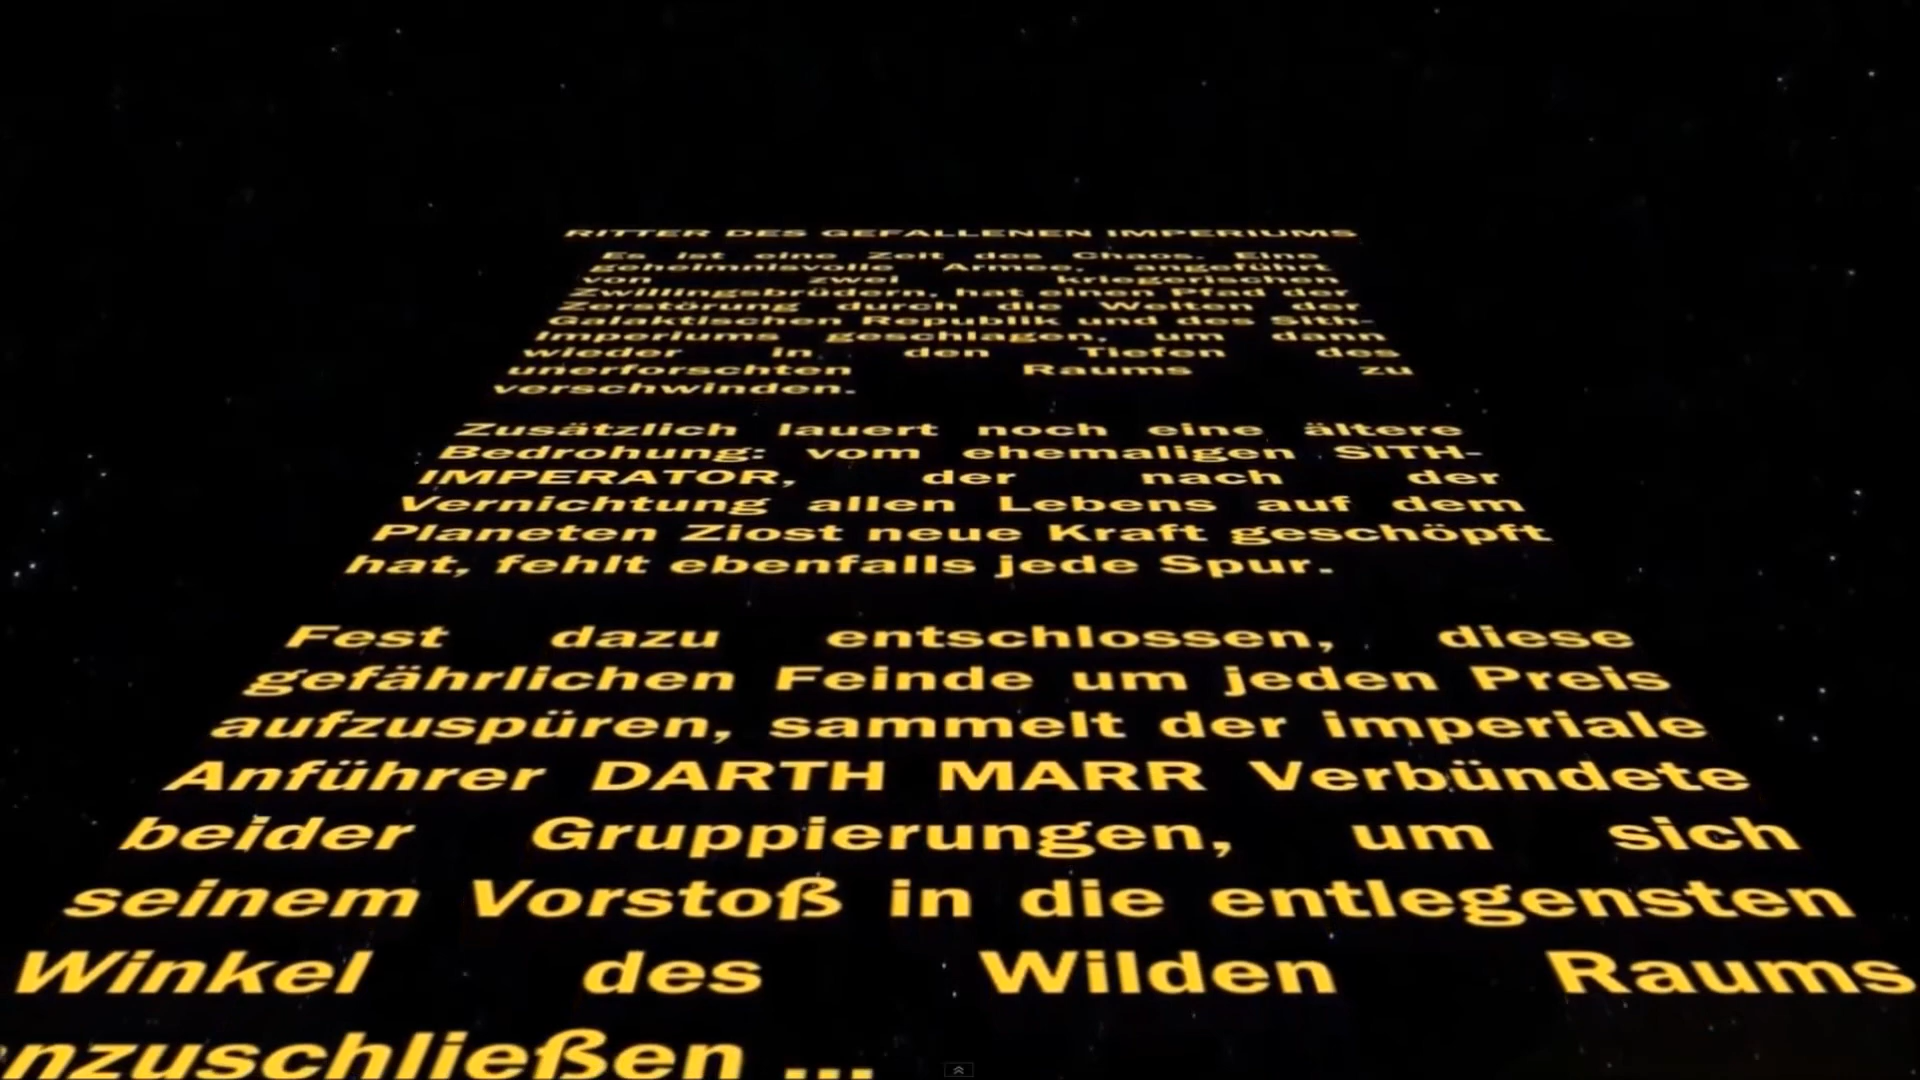 RITTER DES GEFALLENEN IMPERIUMS
Es ist eine Zeit des Chaos. Eine
geheimnisvolle Armee, angeführt
von zwei kriegerischen
Zwillingsbrüdern, hat einen Pfad der
Zerstörung durch die Welten der
Galaktischen Republik und des Sith-
Imperiums geschlagen, um dann
wieder in den Tiefen des
unerforschten Raums zu
verschwinden.
Zusätzlich lauert noch eine ältere
Bedrohung: vom ehemaligen SITH-
IMPERATOR, der nach der
Vernichtung allen Lebens auf dem
Planeten Ziost neue Kraft geschöpft
hat, fehlt ebenfalls jede Spur.
Fest dazu entschlossen, diese
gefährlichen Feinde um jeden Preis
aufzuspüren, sammelt der imperiale
Anführer DARTH MARR Verbündete
beider Gruppierungen, um sich
seinem Vorstoß in die entlegensten
Winkel des Wilden Raums
nzuschließen ...